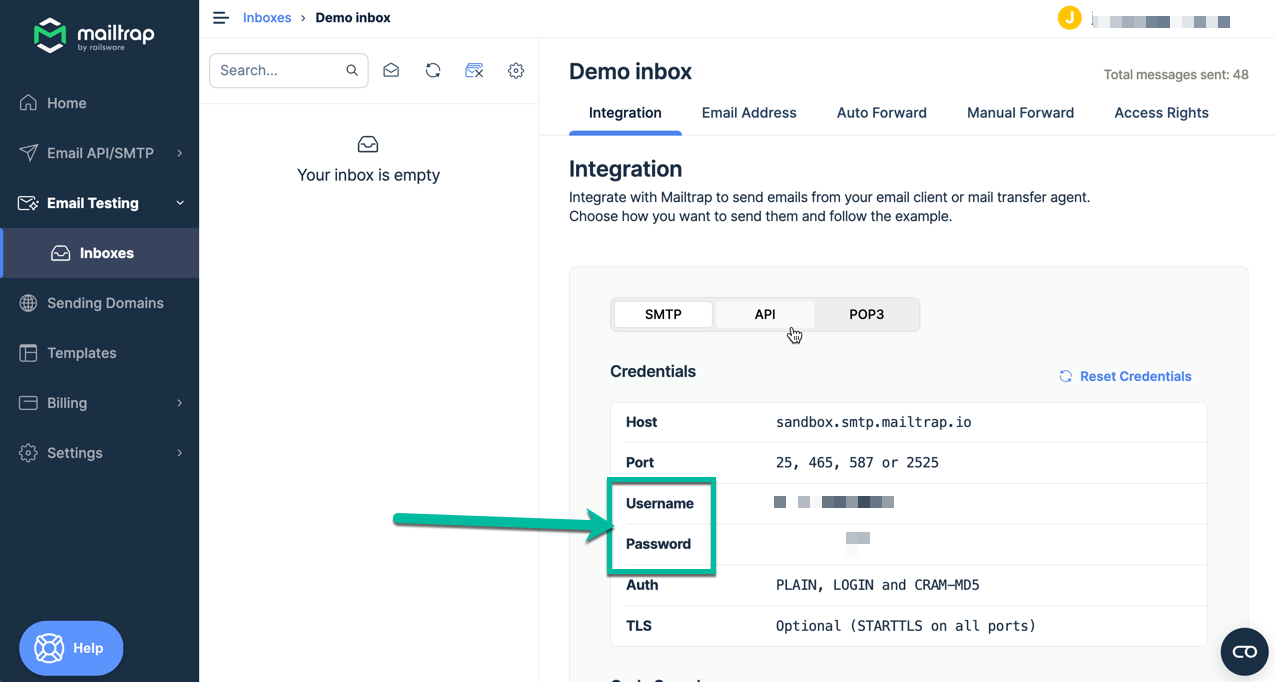 mailtrap
by railsware
Home
Email API/SMTP
Email Testing
Inboxes
Sending Domains
Templates
Billing
Settings
Help
Inboxes › Demo inbox
J
Search...
Your inbox is empty
Demo inbox
Total messages sent: 48
Integration Email Address Auto Forward Manual Forward Access Rights
Integration
Integrate with Mailtrap to send emails from your email client or mail transfer agent.
Choose how you want to send them and follow the example.
SMTP API POP3
Credentials
Reset Credentials
Host sandbox.smtp.mailtrap.io
Port 25, 465, 587 or 2525
Username
Password
Auth PLAIN, LOGIN and CRAM-MD5
TLS Optional (STARTTLS on all ports)